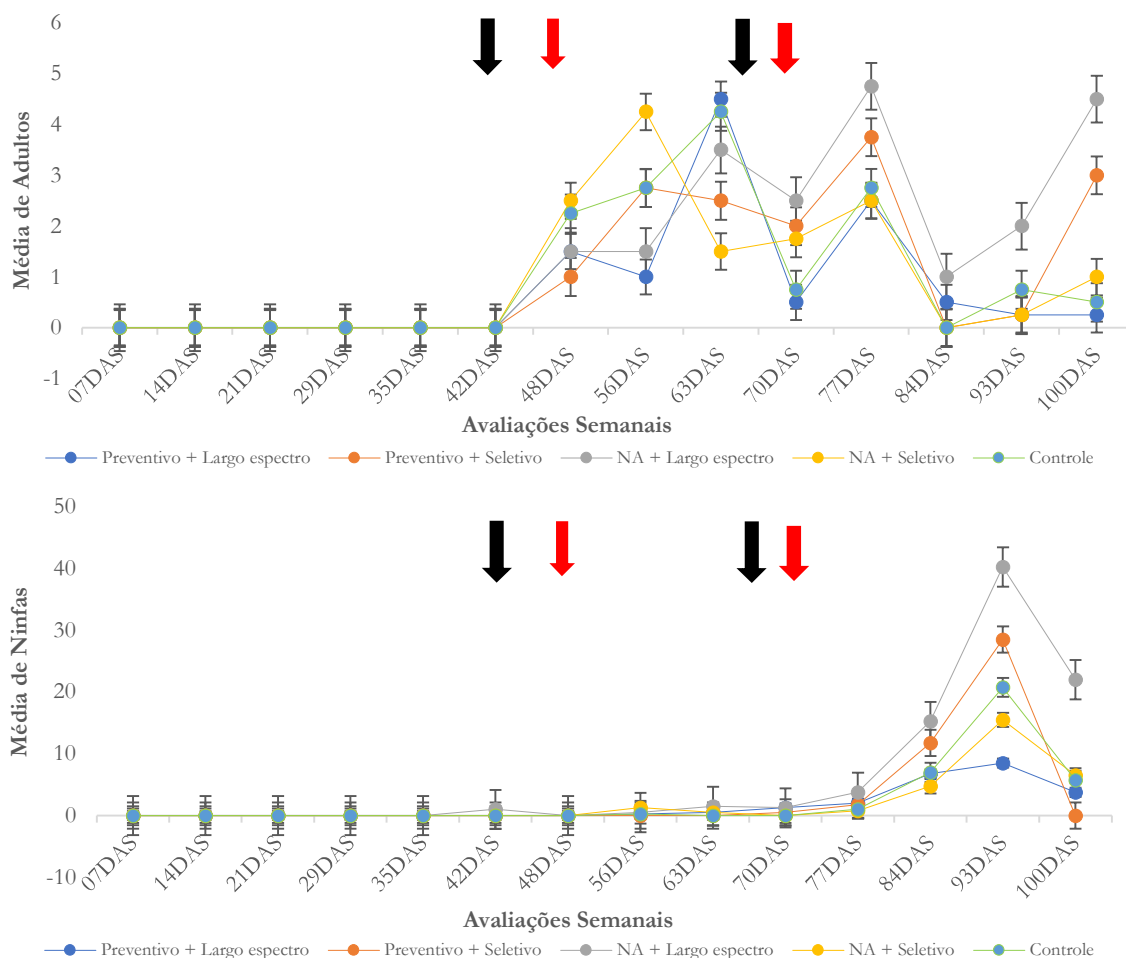 6
5
4
3
2
1
0
-1
Média de Adultos
07DAS 14DAS 21DAS 29DAS 35DAS 42DAS 48DAS 56DAS 63DAS 70DAS 77DAS 84DAS 93DAS 100DAS
Avaliações Semanais
Preventivo + Largo espectro Preventivo + Seletivo NA + Largo espectro NA + Seletivo Controle
50
40
30
20
10
0
-10
Média de Ninfas
07DAS 14DAS 21DAS 29DAS 35DAS 42DAS 48DAS 56DAS 63DAS 70DAS 77DAS 84DAS 93DAS 100DAS
Avaliações Semanais
Preventivo + Largo espectro Preventivo + Seletivo NA + Largo espectro NA + Seletivo Controle